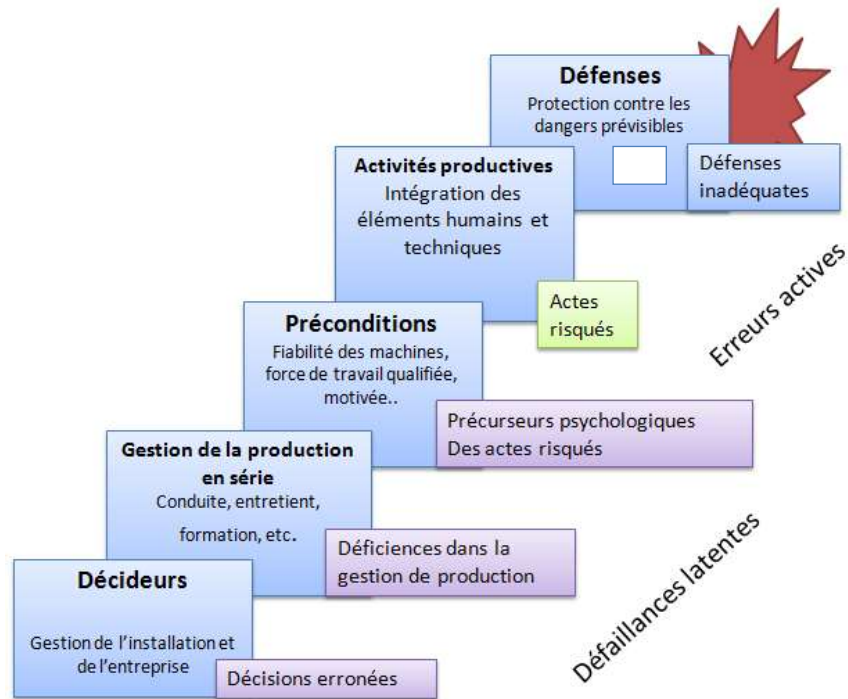 Défenses
Protection contre les
dangers prévisibles
Défenses
inadéquates
Activités productives
Intégration des
éléments humains et
techniques
Actes
risqués
Erreurs actives
Préconditions
Fiabilité des machines,
force de travail qualifiée,
motivée..
Précurseurs psychologiques
Des actes risqués
Gestion de la production
en série
Conduite, entretient,
formation, etc.
Déficiences dans la
gestion de production
Défaillances latentes
Décideurs
Gestion de l'installation et
de l'entreprise
Décisions erronées